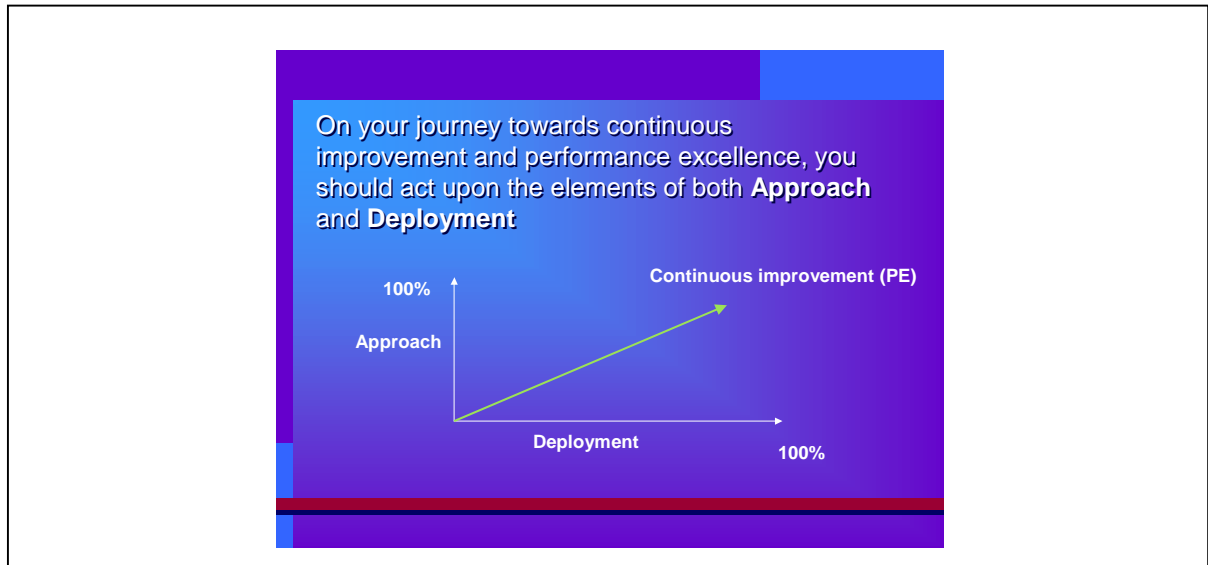 On your journey towards continuous
improvement and performance excellence, you
should act upon the elements of both Approach
and Deployment
Continuous improvement (PE)
100%
Approach
Deployment
100%